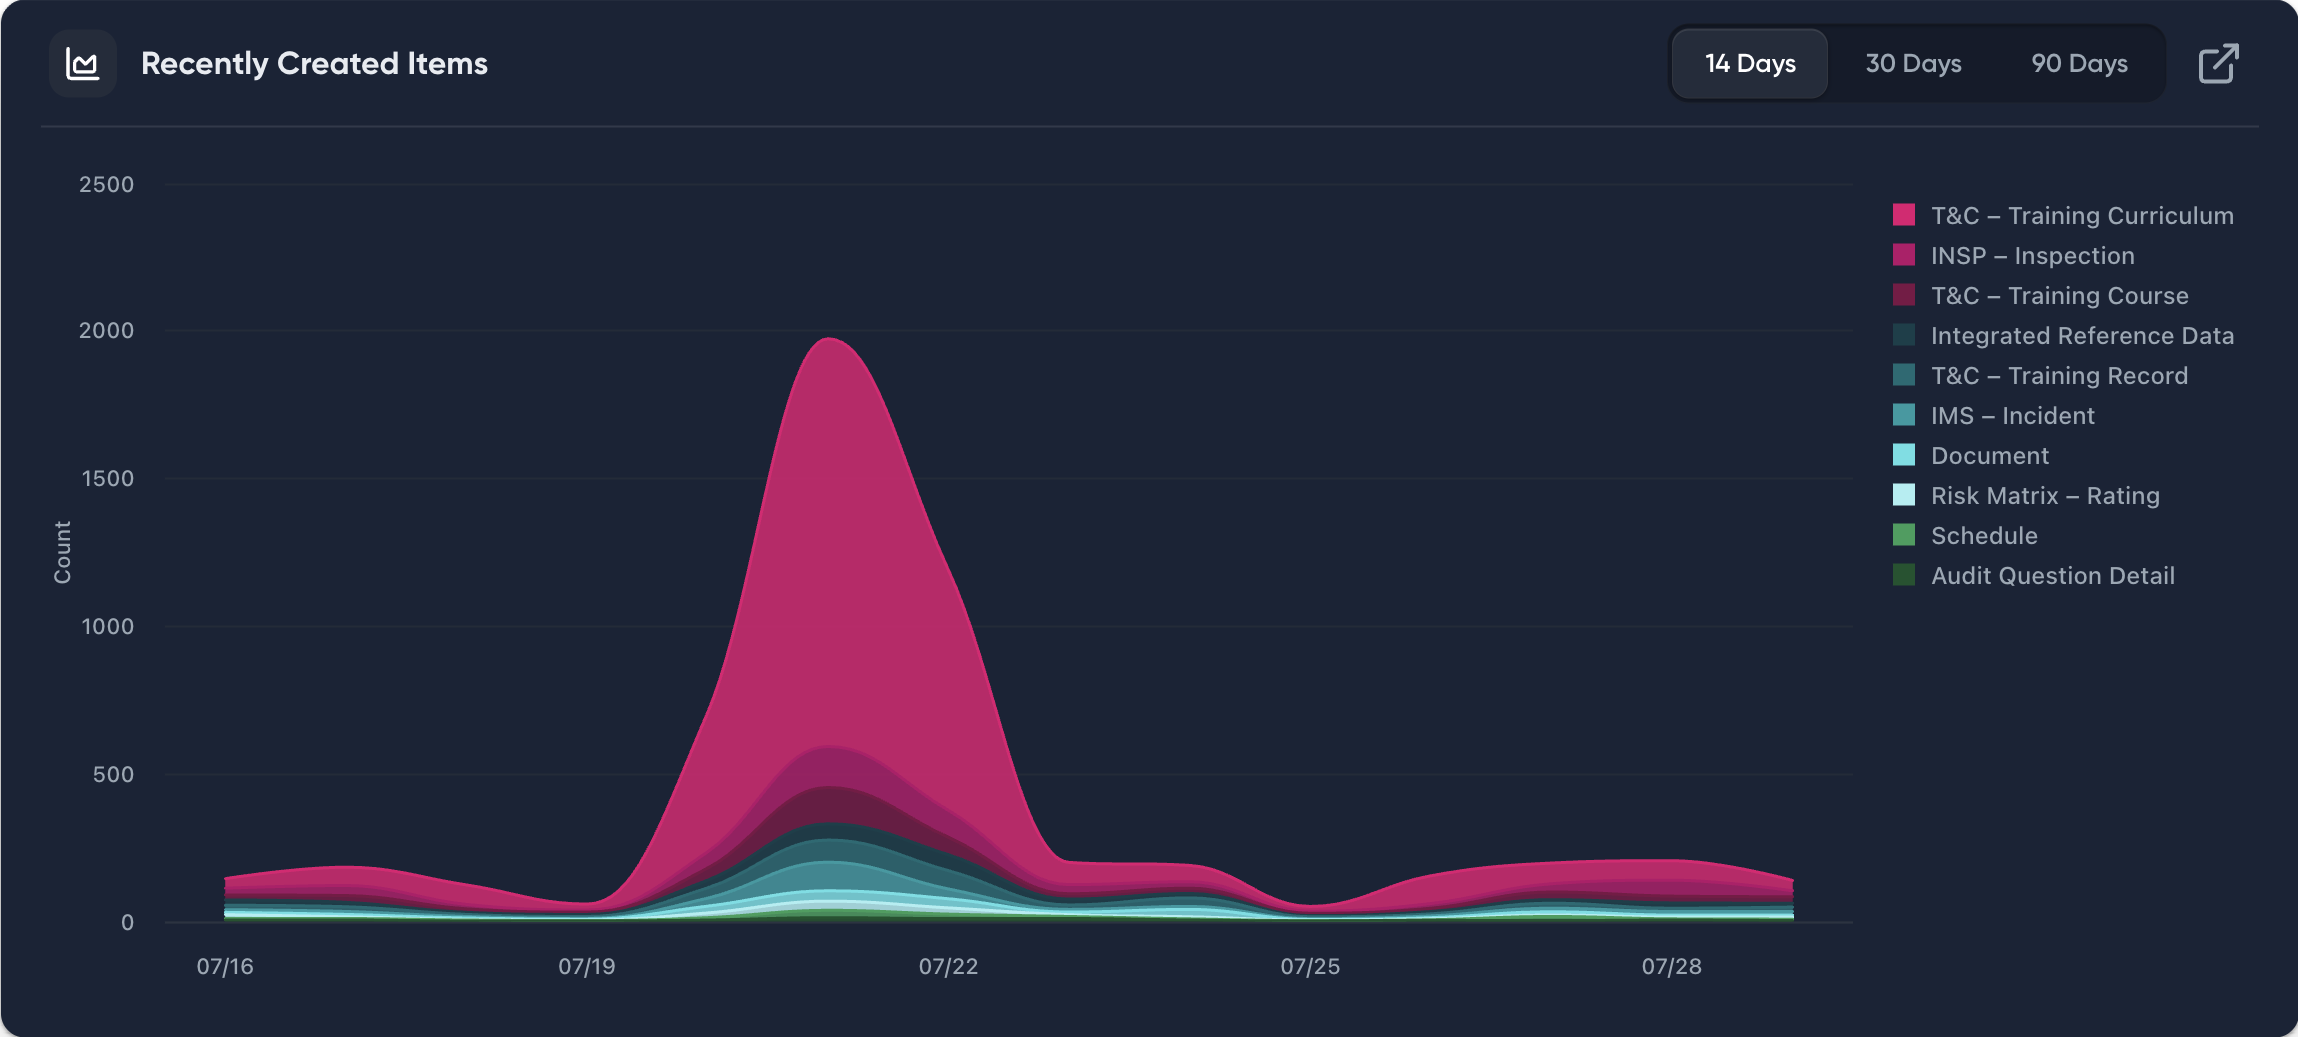 Recently Created Items
14 Days
30 Days
90 Days
2500
2000
1500
1000
500
0
Count
07/16
07/19
07/22
07/25
07/28
T&C – Training Curriculum
INSP – Inspection
T&C – Training Course
Integrated Reference Data
T&C – Training Record
IMS – Incident
Document
Risk Matrix – Rating
Schedule
Audit Question Detail